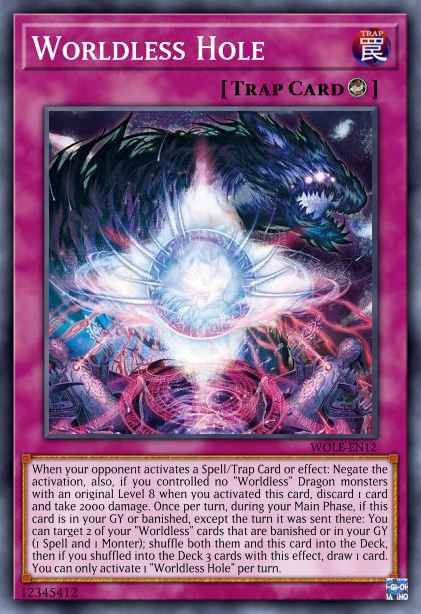 Worldless Hole
TRAP
罠
[Trap Card]
WOLE-EN12
When your opponent activates a Spell/Trap Card or effect: Negate the
activation, also, if you controlled no "Worldless" Dragon monsters
with an original Level 8 when you activated this card, discard 1 card
and take 2000 damage. Once per turn, during your Main Phase, if this
card is in your GY or banished, except the turn it was sent there: You
can target 2 of your "Worldless" cards that are banished or in your GY
(1 Spell and 1 Monter); shuffle both and this card into the Deck,
then if you shuffled into the Deck 3 cards with this effect, draw 1 card.
You can only activate 1 "Worldless Hole" per turn.
12345412